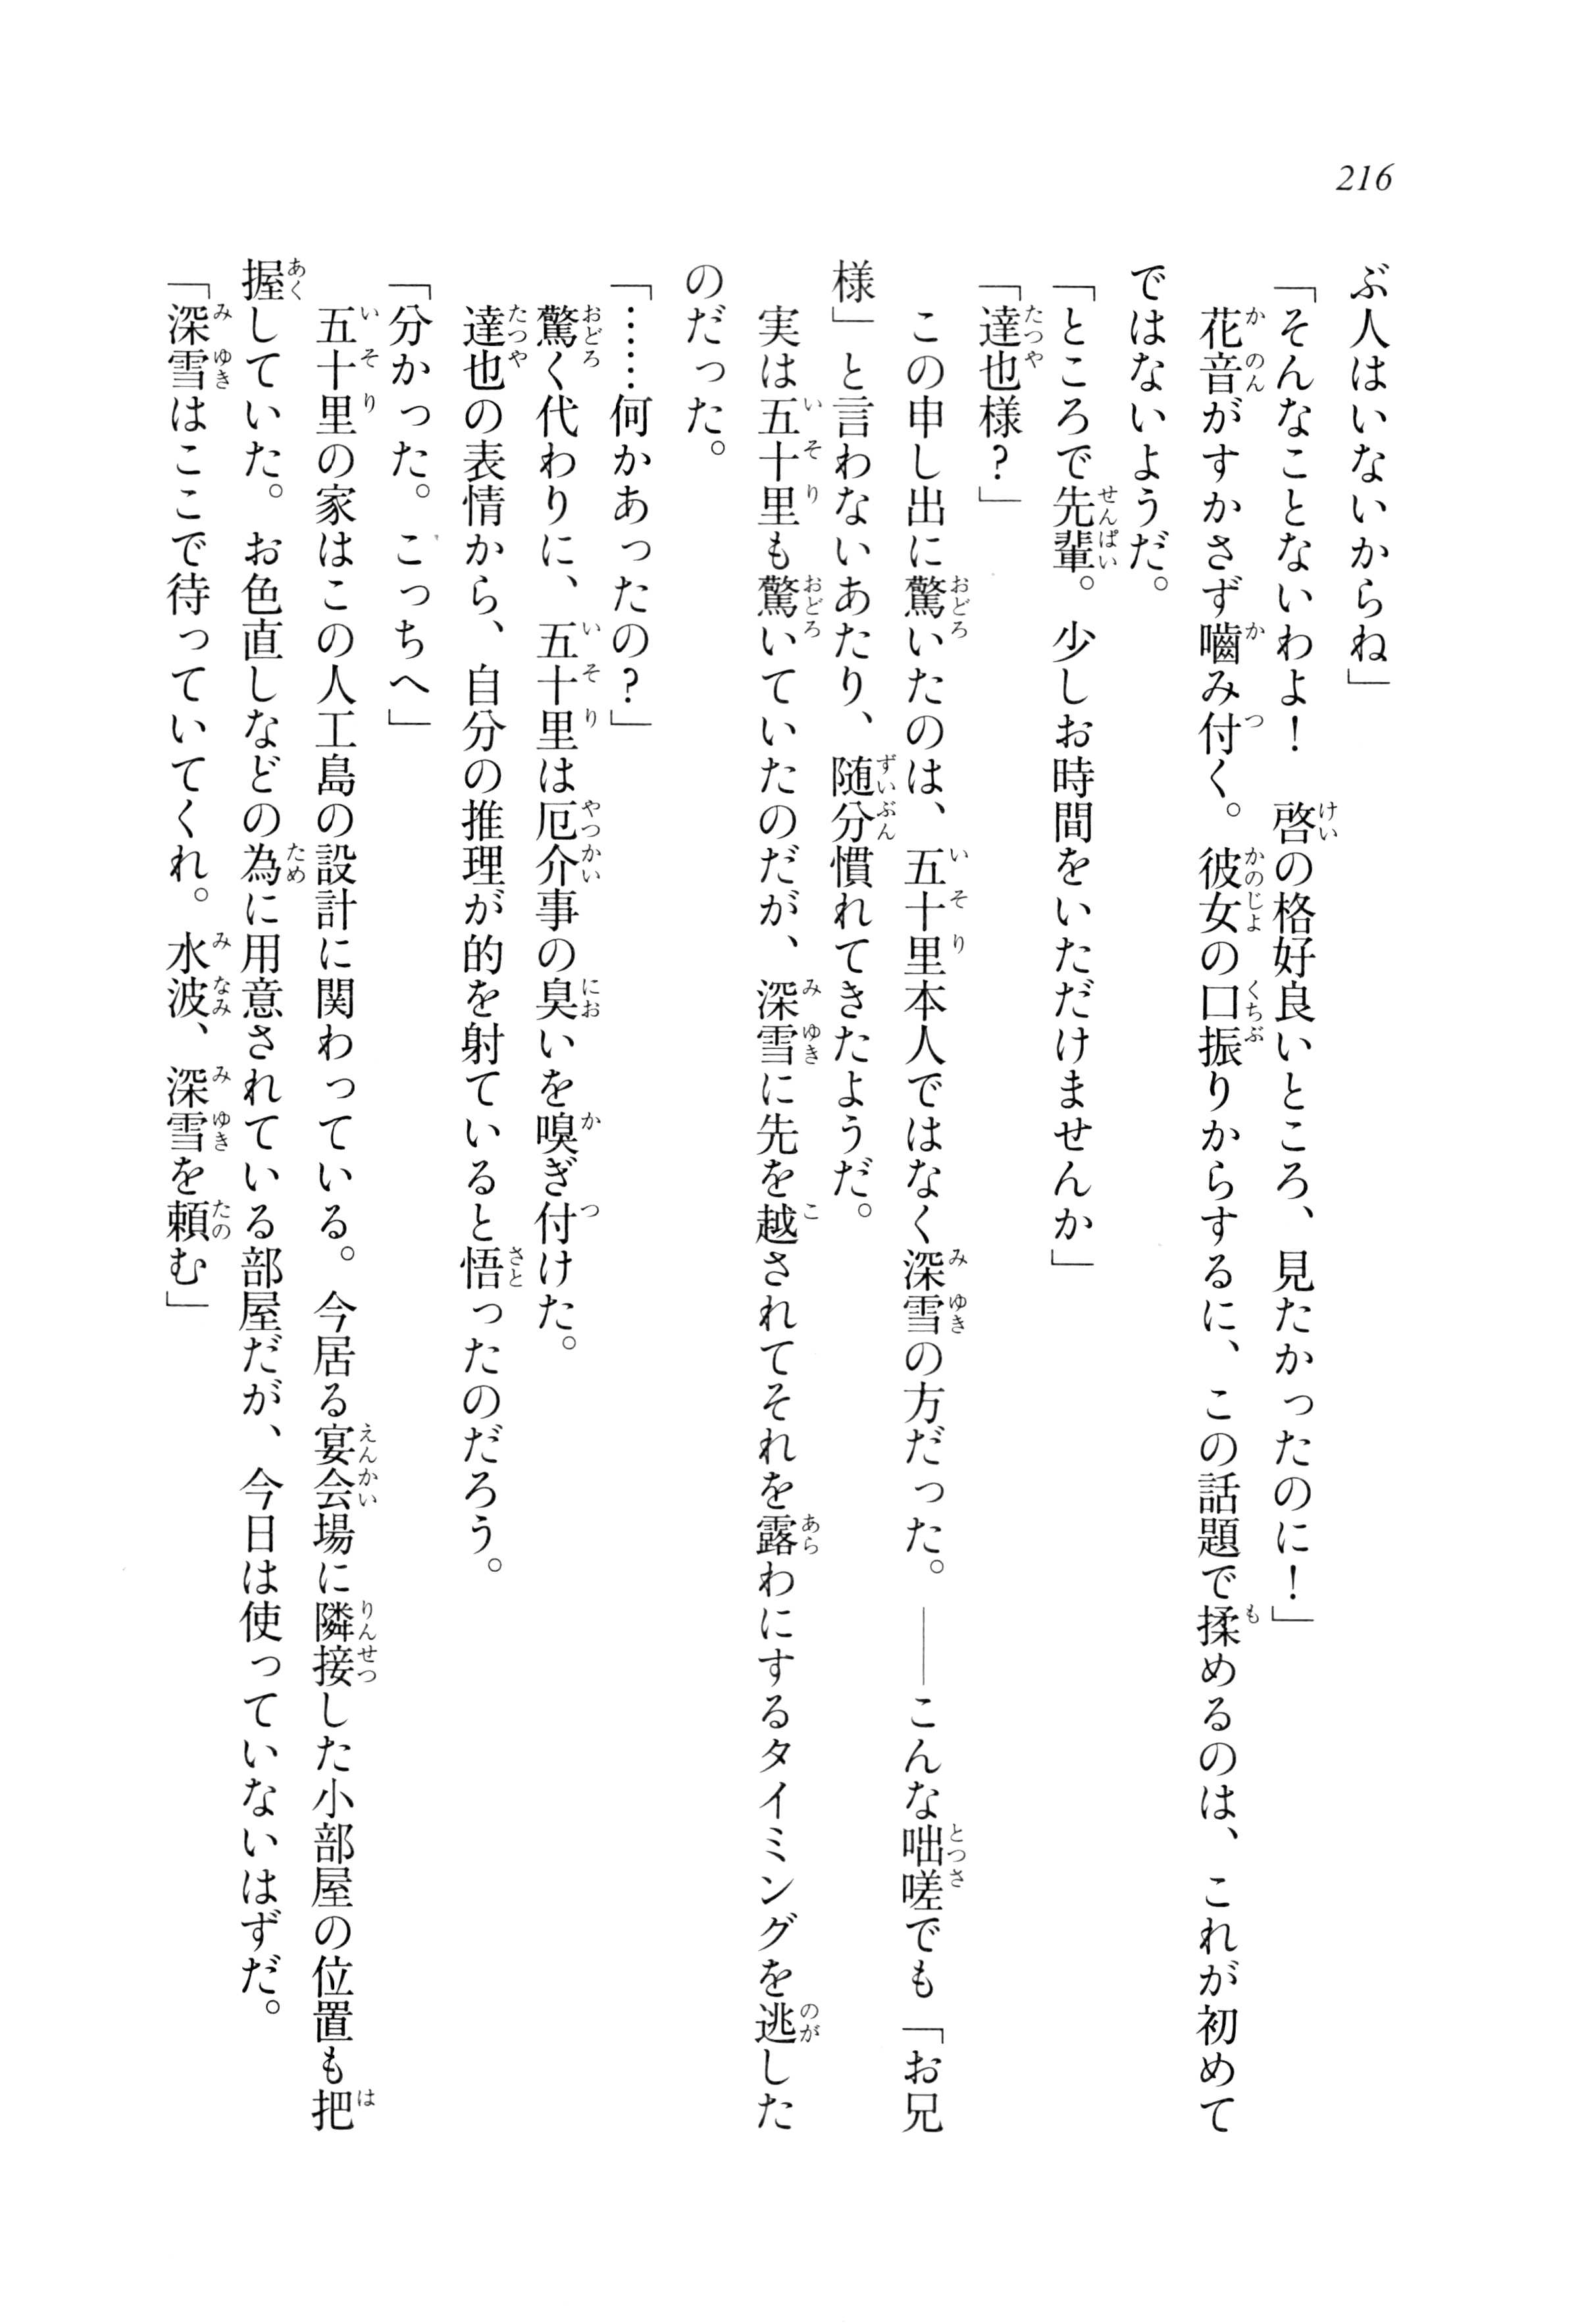 216
ぶ人はいないからね」
「そんなことないわよ！　啓の格好良いところ、見たかったのに！」
　花音がすかさず嚙み付く。彼女の口振りからするに、この話題で揉めるのは、これが初めて
ではないようだ。
「ところで先輩。少しお時間をいただけませんか」
「達也様？」
　この申し出に驚いたのは、五十里本人ではなく深雪の方だった。――こんな咄嗟でも「お兄
様」と言わないあたり、随分慣れてきたようだ。
　実は五十里も驚いていたのだが、深雪に先を越されてそれを露わにするタイミングを逃した
のだった。
「……何かあったの？」
　驚く代わりに、五十里は厄介事の臭いを嗅ぎ付けた。
　達也の表情から、自分の推理が的を射ていると悟ったのだろう。
「分かった。こっちへ」
　五十里の家はこの人工島の設計に関わっている。今居る宴会場に隣接した小部屋の位置も把
握していた。お色直しなどの為に用意されている部屋だが、今日は使っていないはずだ。
「深雪はここで待っていてくれ。水波、深雪を頼む」